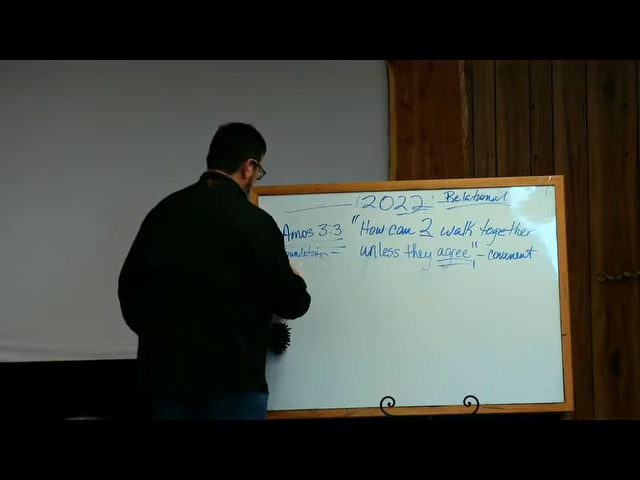 2022 Relational
Amos 3:3 "How can 2 walk together
unless they agree" - covenant